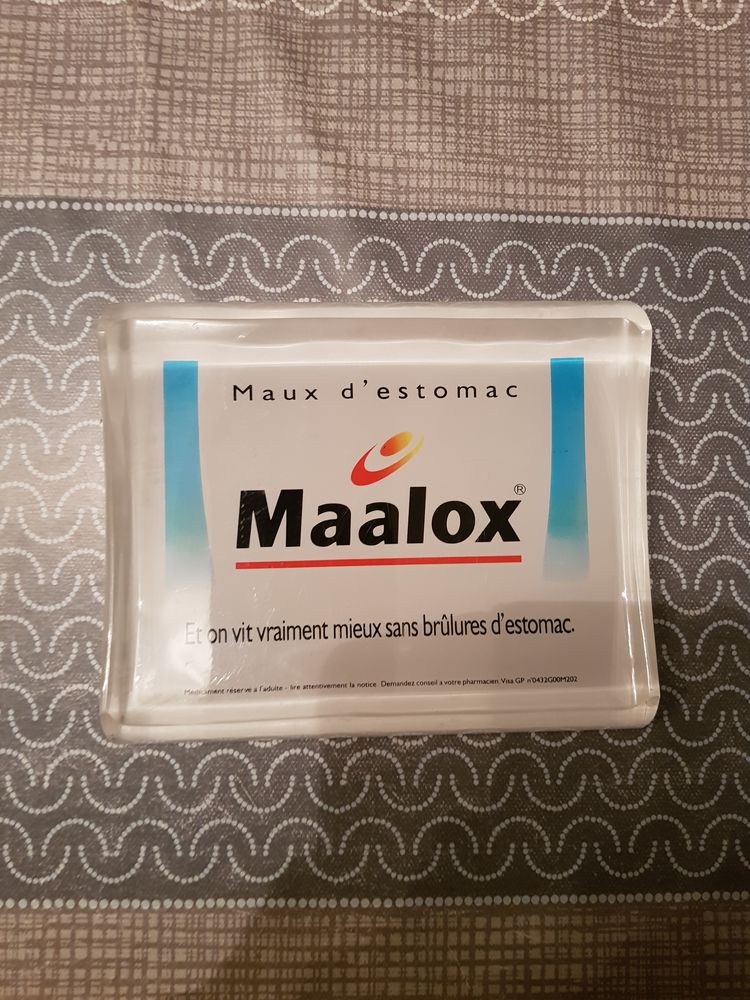 Maux d'estomac
Maalox®
Et on vit vraiment mieux sans brûlures d'estomac.
Médicament réservé à l'adulte - lire attentivement la notice. Demandez conseil à votre pharmacien. Visa GP n°0432G00M202